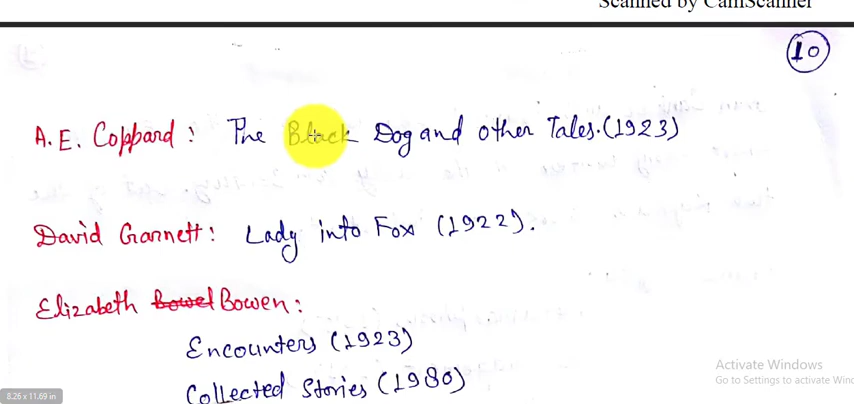 Scanned by CamScanner
10
A. E. Coppard : The Black Dog and other Tales. (1923)
David Garnett : Lady into Fox (1922).
Elizabeth Bowel Bowen :
Encounters (1923)
Collected Stories (1980)
Activate Windows
Go to Settings to activate Wind
8.26 x 11.69 in